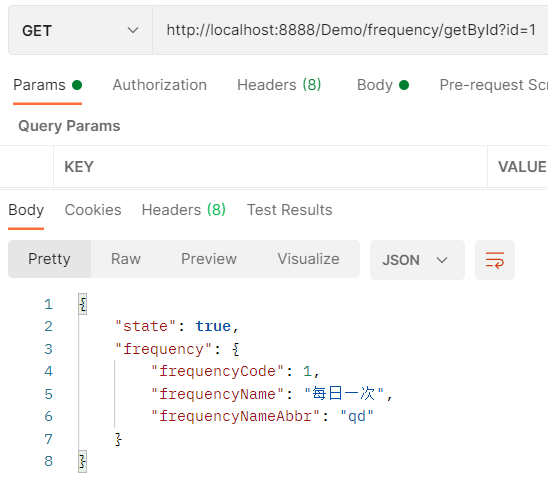 GET http://localhost:8888/Demo/frequency/getById?id=1
Params Authorization Headers (8) Body Pre-request Scr
Query Params
KEY VALUE
Body Cookies Headers (8) Test Results
Pretty Raw Preview Visualize JSON
1 {
2 "state": true,
3 "frequency": {
4 "frequencyCode": 1,
5 "frequencyName": "每日一次",
6 "frequencyNameAbbr": "qd"
7 }
8 }